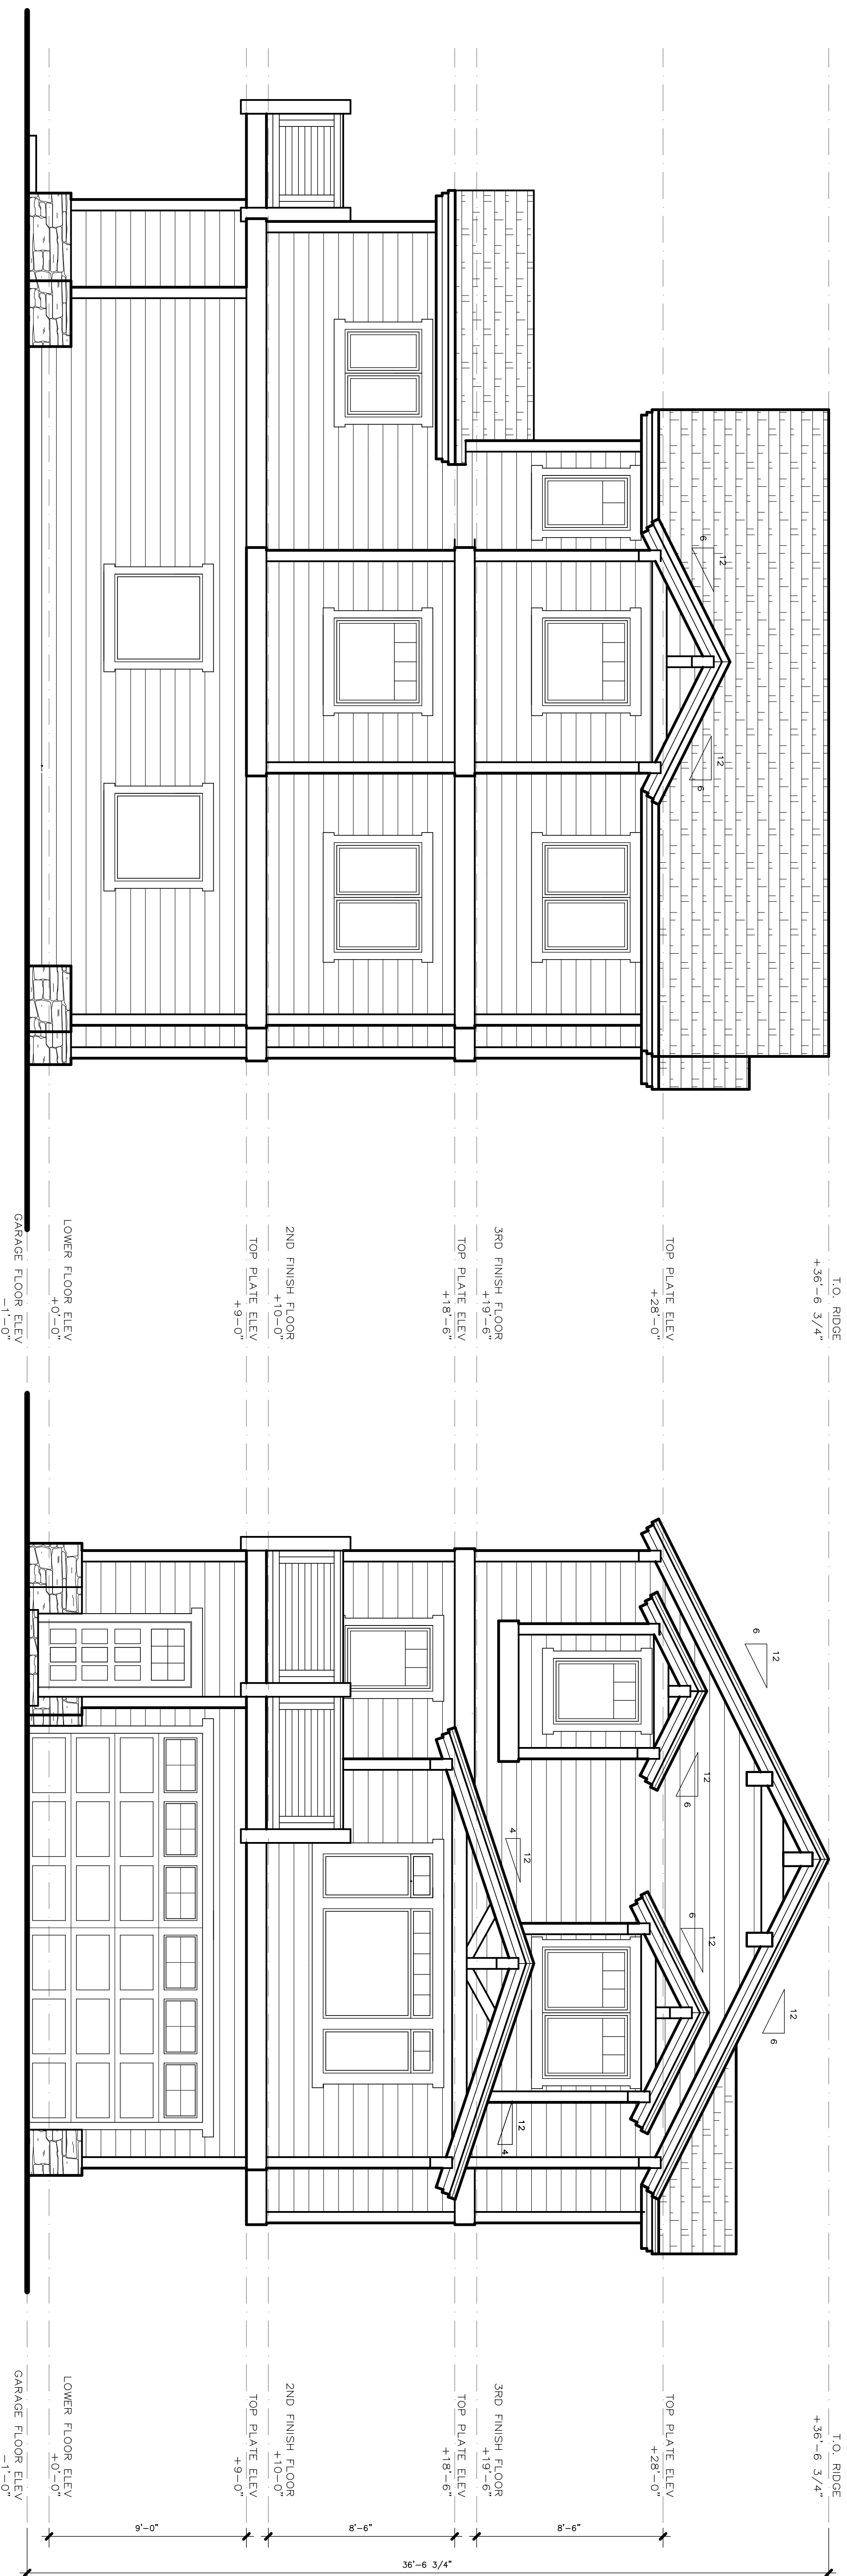 T.O. RIDGE
+36'-6 3/4"
TOP PLATE ELEV
+28'-0"
3RD FINISH FLOOR
+19'-6"
TOP PLATE ELEV
+18'-6"
2ND FINISH FLOOR
+10-0"
TOP PLATE ELEV
+9-0"
LOWER FLOOR ELEV
+0'-0"
GARAGE FLOOR ELEV
-1'-0"
12
6
12
6
T.O. RIDGE
+36'-6 3/4"
TOP PLATE ELEV
+28'-0"
3RD FINISH FLOOR
+19'-6"
TOP PLATE ELEV
+18'-6"
2ND FINISH FLOOR
+10-0"
TOP PLATE ELEV
+9-0"
LOWER FLOOR ELEV
+0'-0"
GARAGE FLOOR ELEV
-1'-0"
12
6
12
6
12
6
12
6
12
4
12
4
8'-6"
8'-6"
9'-0"
36'-6 3/4"